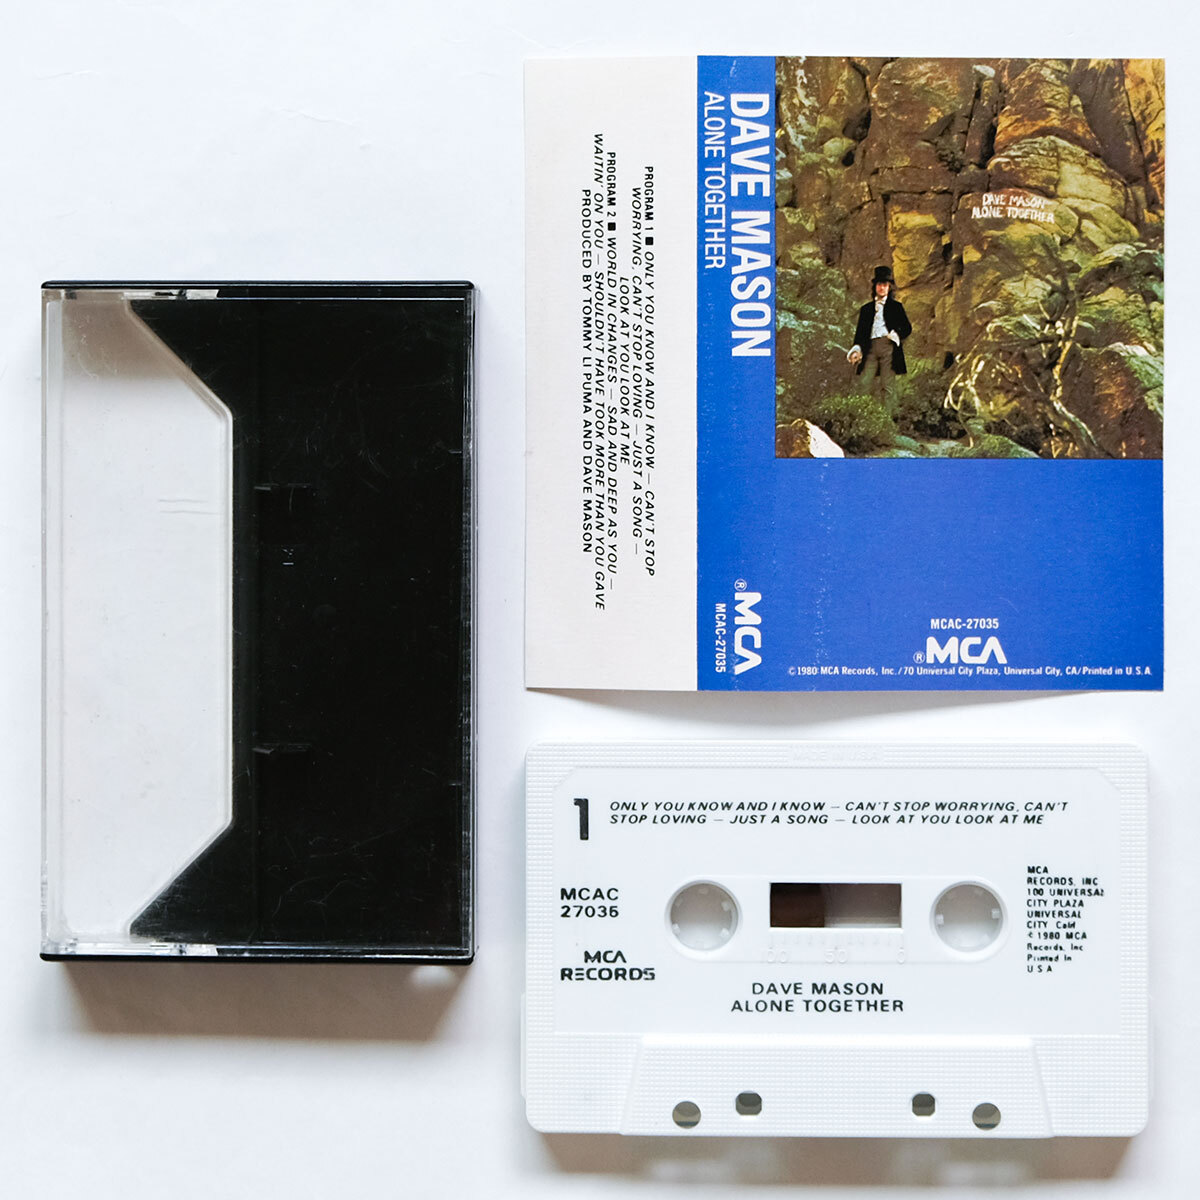 PROGRAM 1 ■ ONLY YOU KNOW AND I KNOW – CAN'T STOP
WORRYING, CAN'T STOP LOVING – JUST A SONG –
LOOK AT YOU LOOK AT ME
PROGRAM 2 ■ WORLD IN CHANGES – SAD AND DEEP AS YOU –
WAITIN' ON YOU – SHOULDN'T HAVE TOOK MORE THAN YOU GAVE
PRODUCED BY TOMMY LI PUMA AND DAVE MASON
DAVE MASON
ALONE TOGETHER
®MCA
MCAC-27035
DAVE MASON
ALONE TOGETHER
MCAC-27035
®MCA
©1980 MCA Records, Inc./70 Universal City Plaza, Universal City, CA/Printed in U.S.A.
MADE IN U.S.A.
1
ONLY YOU KNOW AND I KNOW – CAN'T STOP WORRYING, CAN'T
STOP LOVING – JUST A SONG – LOOK AT YOU LOOK AT ME
MCAC
27035
MCA
RECORDS
MCA
RECORDS, INC
100 UNIVERSAL
CITY PLAZA
UNIVERSAL
CITY Calif
© 1980 MCA
Records, Inc
Printed In
U S A
100 50 0
DAVE MASON
ALONE TOGETHER